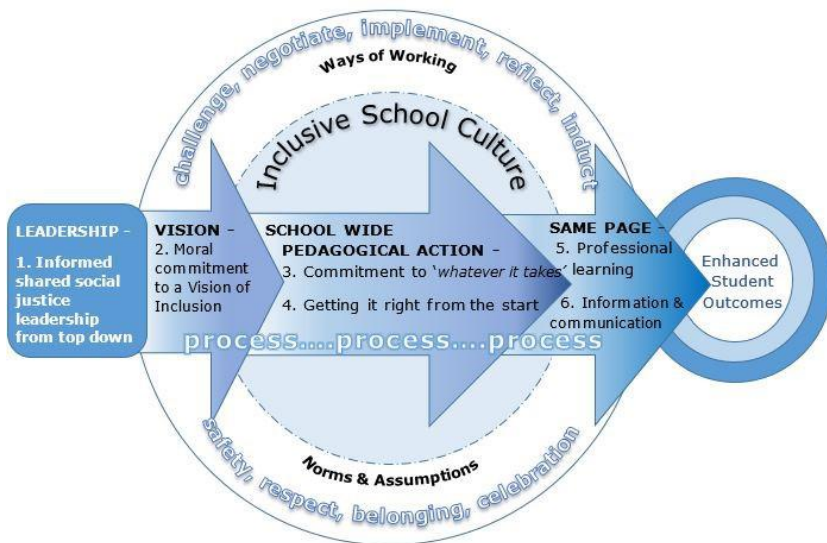 challenge, negotiate, implement, reflect, induct
Ways of Working
Inclusive School Culture
LEADERSHIP -
1. Informed
shared social
justice
leadership
from top down
VISION -
2. Moral
commitment
to a Vision of
Inclusion
SCHOOL WIDE
PEDAGOGICAL ACTION -
3. Commitment to ‘whatever it takes’
4. Getting it right from the start
SAME PAGE -
5. Professional
learning
6. Information &
communication
Enhanced
Student
Outcomes
process....process....process
Norms & Assumptions
safety, respect, belonging, celebration